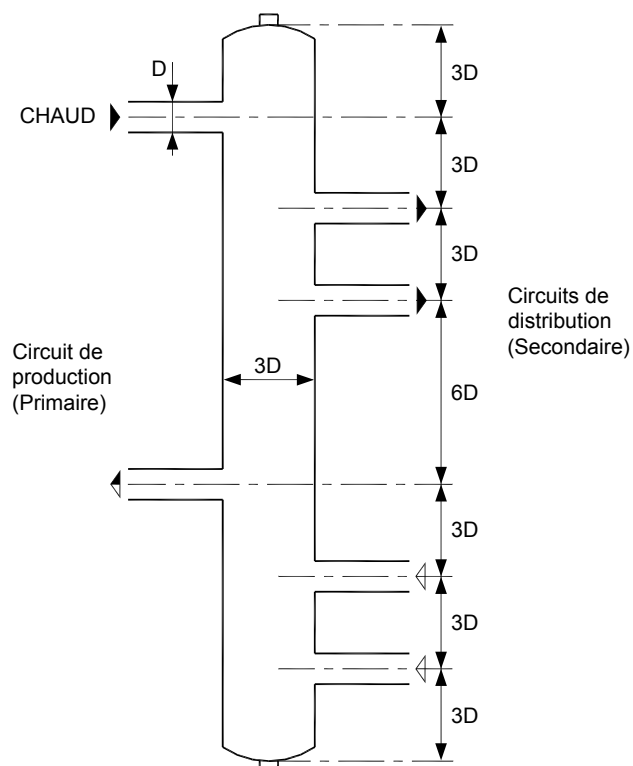 3D
D
CHAUD
3D
3D
Circuits de
distribution
(Secondaire)
Circuit de
production
(Primaire)
3D
6D
3D
3D
3D